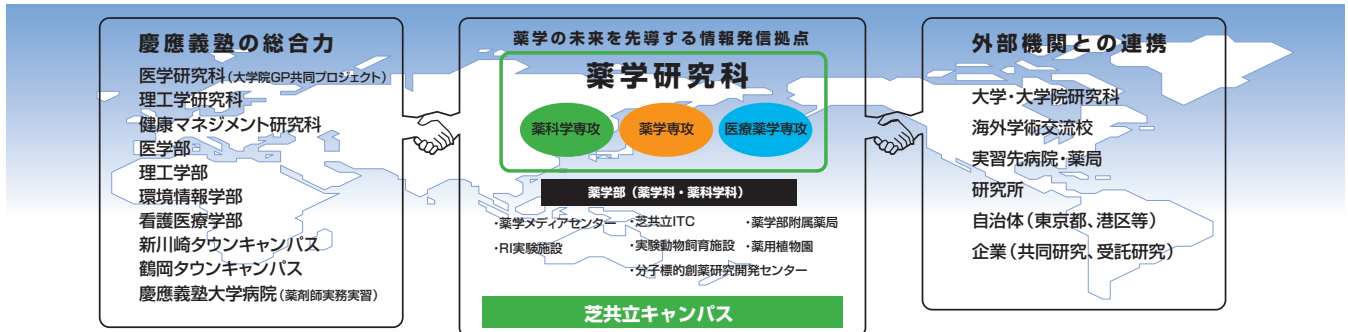 慶應義塾の総合力
医学研究科(大学院GP共同プロジェクト)
理工学研究科
健康マネジメント研究科
医学部
理工学部
環境情報学部
看護医療学部
新川崎タウンキャンパス
鶴岡タウンキャンパス
慶應義塾大学病院(薬剤師実務実習)
薬学の未来を先導する情報発信拠点
薬学研究科
薬科学専攻 薬学専攻 医療薬学専攻
薬学部(薬学科・薬科学科)
・薬学メディアセンター ・芝共立ITC ・薬学部附属薬局
・RI実験施設 ・実験動物飼育施設 ・薬用植物園
・分子標的創薬研究開発センター
芝共立キャンパス
外部機関との連携
大学・大学院研究科
海外学術交流校
実習先病院・薬局
研究所
自治体(東京都、港区等)
企業(共同研究、受託研究)